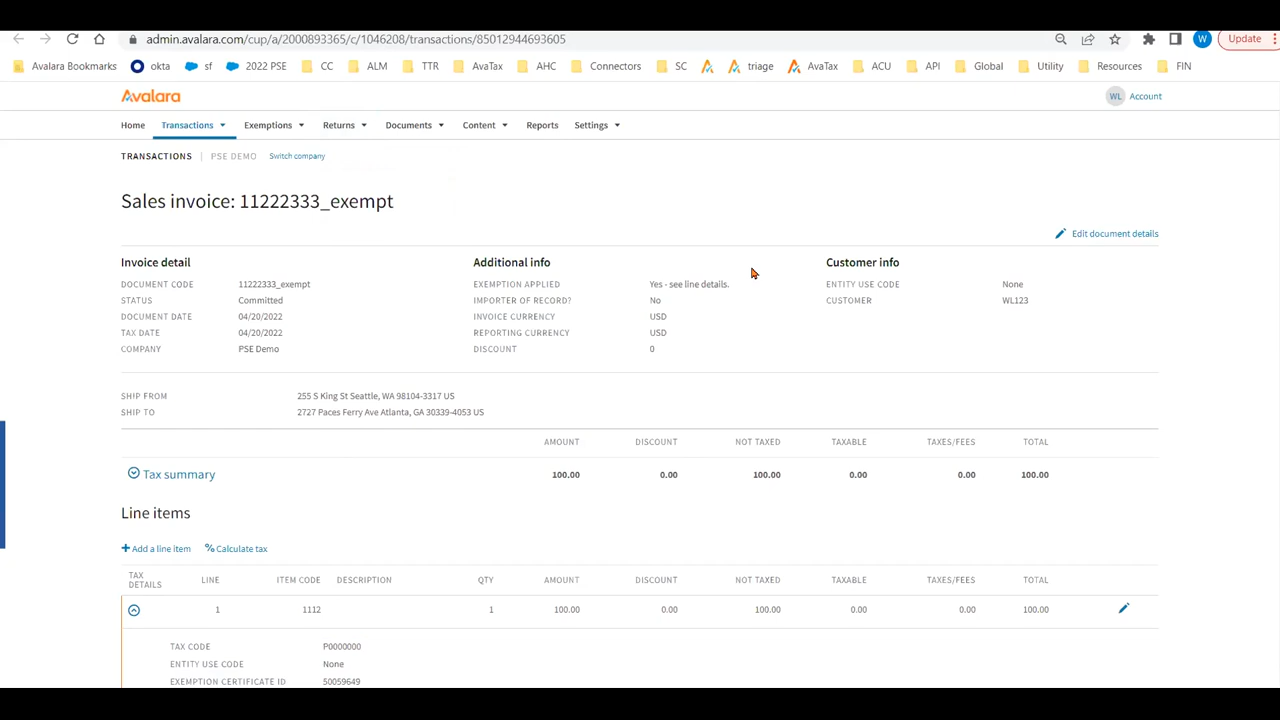 admin.avalara.com/cup/a/2000893365/c/1046208/transactions/85012944693605 W Update
Avalara Bookmarks okta sf 2022 PSE CC ALM TTR AvaTax AHC Connectors SC triage AvaTax ACU API Global Utility Resources FIN
Avalara WL Account
Home Transactions Exemptions Returns Documents Content Reports Settings
TRANSACTIONS | PSE DEMO Switch company
Sales invoice: 11222333_exempt
Edit document details
Invoice detail Additional info Customer info
DOCUMENT CODE 11222333_exempt EXEMPTION APPLIED Yes - see line details. ENTITY USE CODE None
STATUS Committed IMPORTER OF RECORD? No CUSTOMER WL123
DOCUMENT DATE 04/20/2022 INVOICE CURRENCY USD
TAX DATE 04/20/2022 REPORTING CURRENCY USD
COMPANY PSE Demo DISCOUNT 0
SHIP FROM 255 S King St Seattle, WA 98104-3317 US
SHIP TO 2727 Paces Ferry Ave Atlanta, GA 30339-4053 US
AMOUNT DISCOUNT NOT TAXED TAXABLE TAXES/FEES TOTAL
Tax summary 100.00 0.00 100.00 0.00 0.00 100.00
Line items
+ Add a line item % Calculate tax
TAX DETAILS LINE ITEM CODE DESCRIPTION QTY AMOUNT DISCOUNT NOT TAXED TAXABLE TAXES/FEES TOTAL
1 1112 1 100.00 0.00 100.00 0.00 0.00 100.00
TAX CODE P0000000
ENTITY USE CODE None
EXEMPTION CERTIFICATE ID 50059649